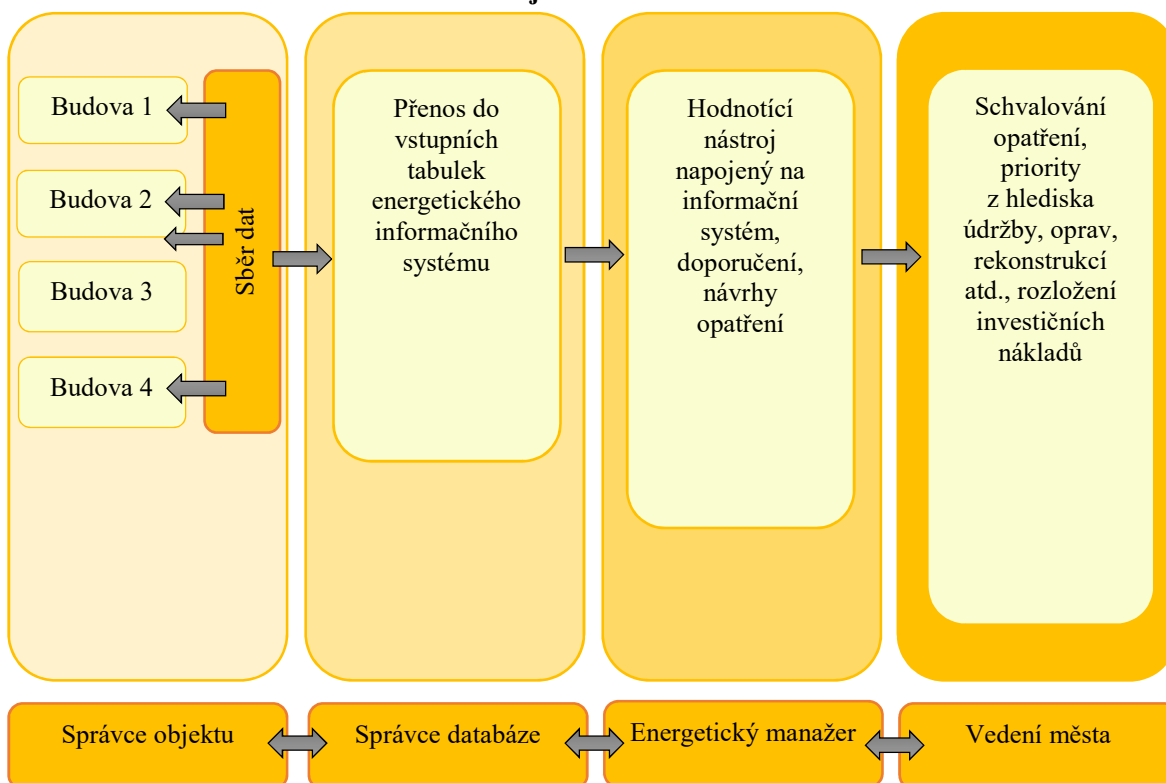 Budova 1
Budova 2
Budova 3
Budova 4
Sběr dat
Přenos do
vstupních
tabulek
energetického
informačního
systému
Hodnotící
nástroj
napojený na
informační
systém,
doporučení,
návrhy
opatření
Schvalování
opatření,
priority
z hlediska
údržby, oprav,
rekonstrukcí
atd., rozložení
investičních
nákladů
Správce objektu
Správce databáze
Energetický manažer
Vedení města